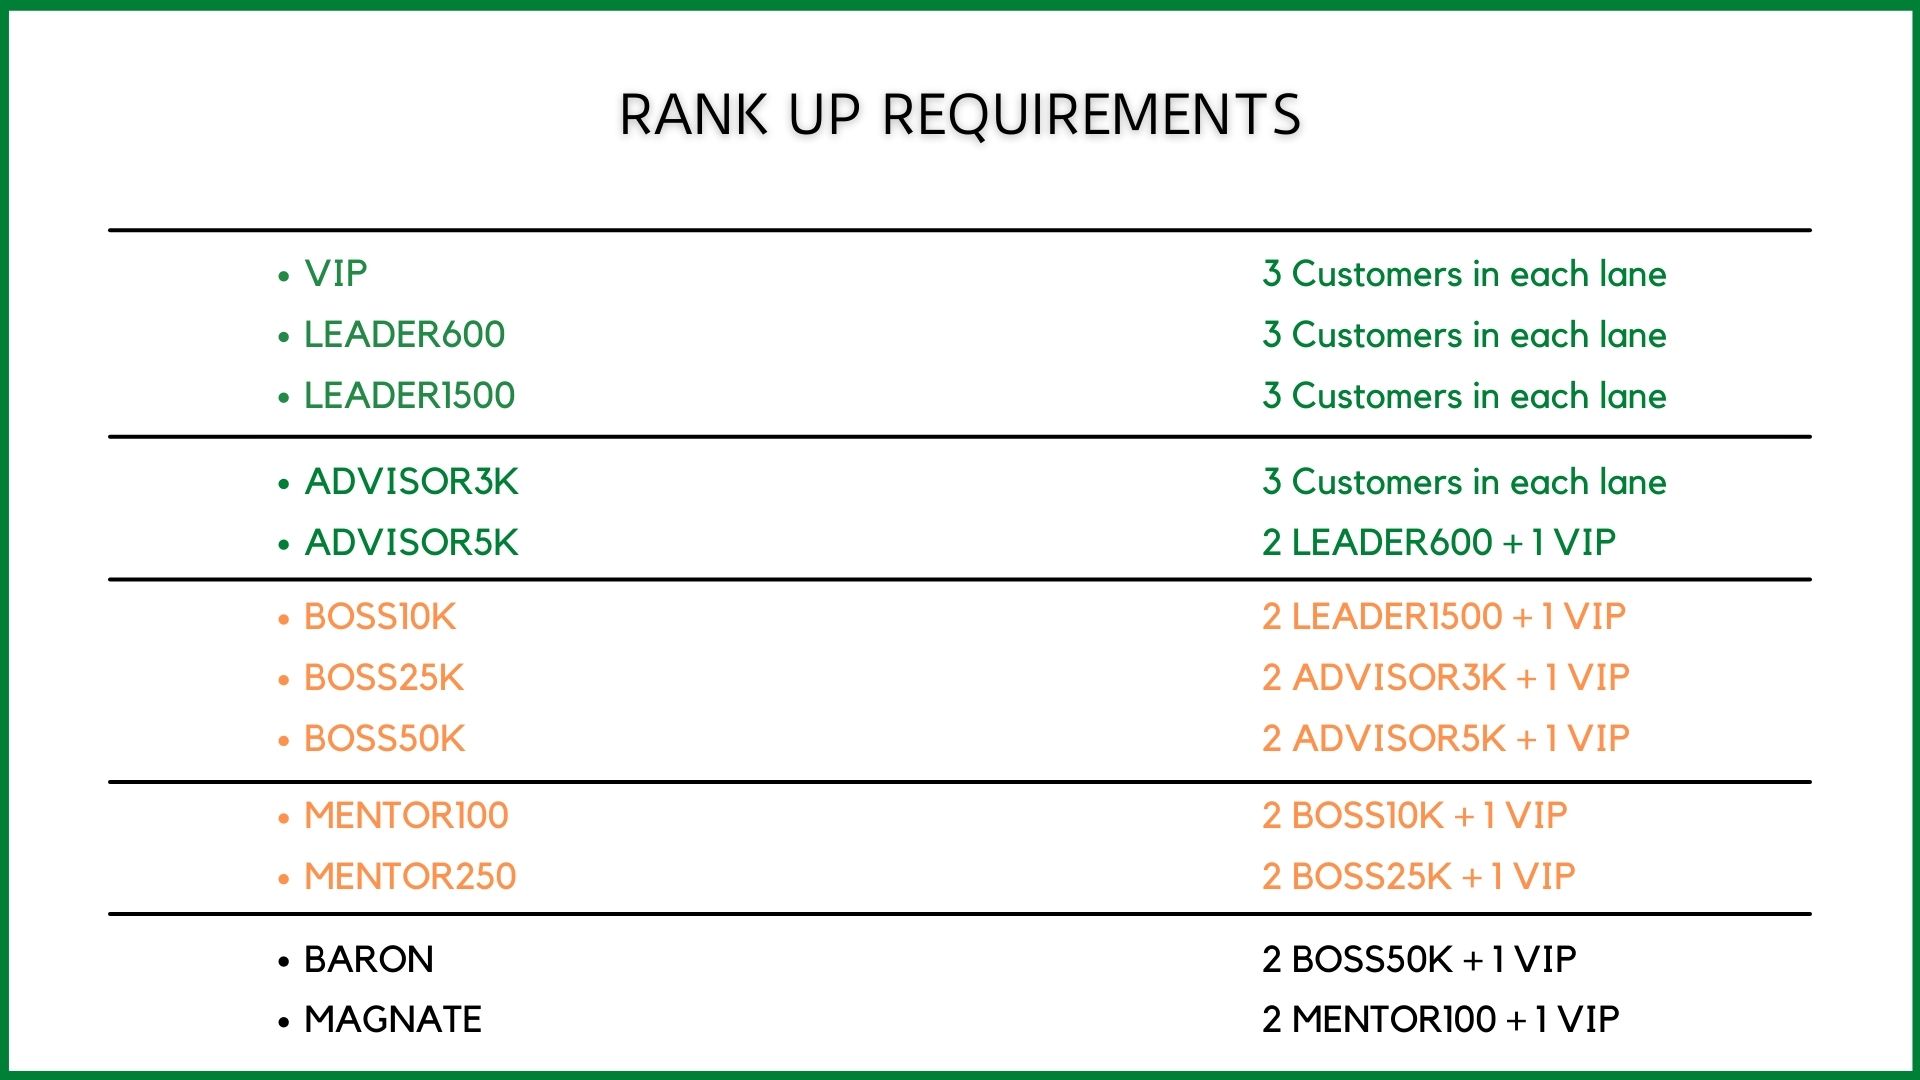 RANK UP REQUIREMENTS
• VIP 3 Customers in each lane
• LEADER600 3 Customers in each lane
• LEADER1500 3 Customers in each lane
• ADVISOR3K 3 Customers in each lane
• ADVISOR5K 2 LEADER600 + 1 VIP
• BOSS10K 2 LEADER1500 + 1 VIP
• BOSS25K 2 ADVISOR3K + 1 VIP
• BOSS50K 2 ADVISOR5K + 1 VIP
• MENTOR100 2 BOSS10K + 1 VIP
• MENTOR250 2 BOSS25K + 1 VIP
• BARON 2 BOSS50K + 1 VIP
• MAGNATE 2 MENTOR100 + 1 VIP